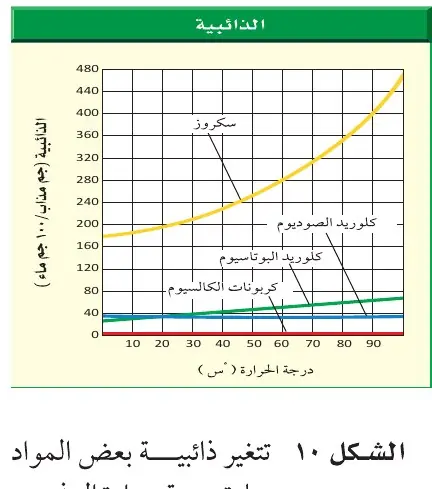 الذائبية
الذائبية (جم مذاب/١٠٠ جم ماء)
480
440
400
360
320
280
240
200
160
120
80
40
0
سكروز
كلوريد الصوديوم
كلوريد البوتاسيوم
كربونات الكالسيوم
10 20 30 40 50 60 70 80 90
درجة الحرارة (°س)
الشكل ١٠ تتغير ذائبية بعض المواد